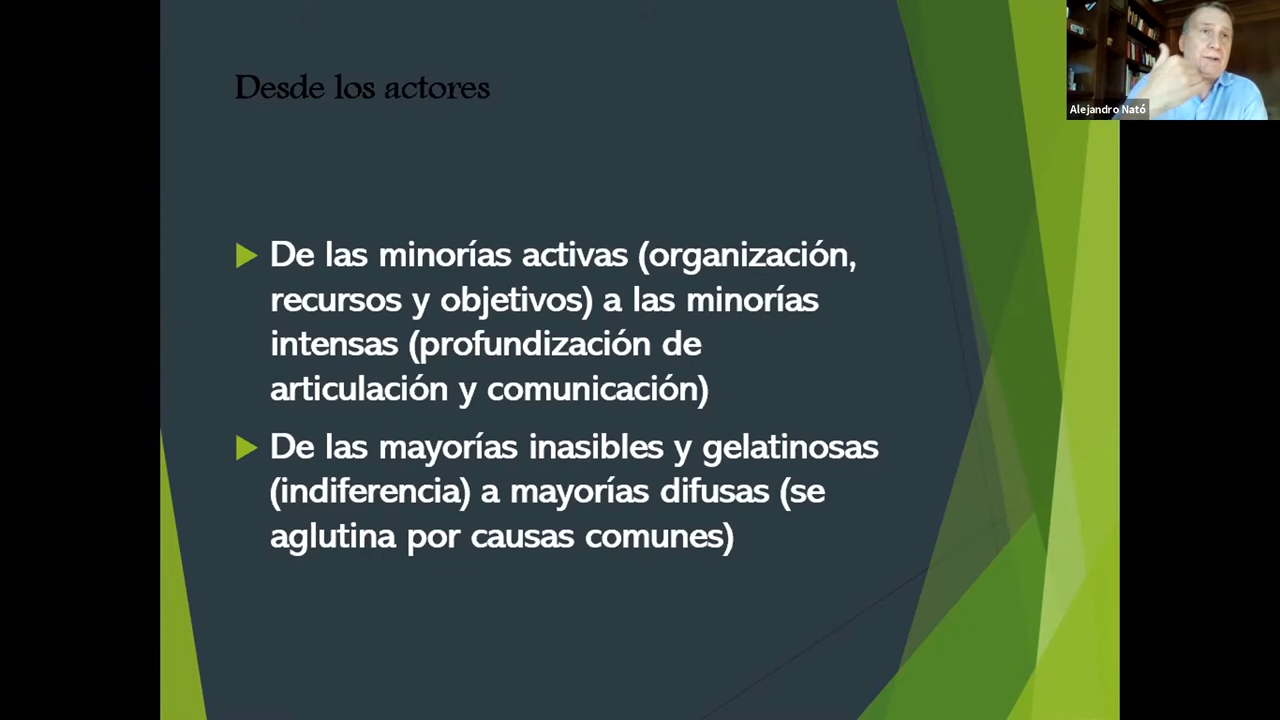 Desde los actores
Alejandro Nató
De las minorías activas (organización,
recursos y objetivos) a las minorías
intensas (profundización de
articulación y comunicación)
De las mayorías inasibles y gelatinosas
(indiferencia) a mayorías difusas (se
aglutina por causas comunes)